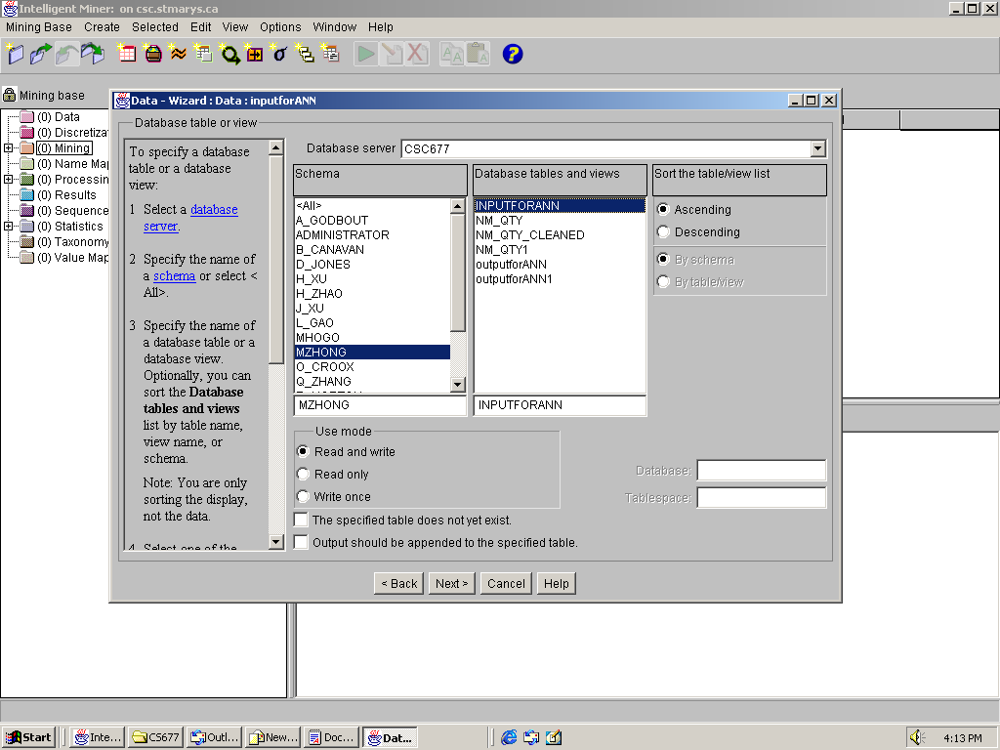 Intelligent Miner: on csc.stmarys.ca
Mining Base Create Selected Edit View Options Window Help
Mining base
(0) Data
(0) Discretiza
(0) Mining
(0) Name Map
(0) Processin
(0) Results
(0) Sequence
(0) Statistics
(0) Taxonomy
(0) Value Map
Data - Wizard : Data : inputforANN
Database table or view
To specify a database
table or a database
view:
1 Select a database
server.
2 Specify the name of
a schema or select <
All>.
3 Specify the name of
a database table or a
database view.
Optionally, you can
sort the Database
tables and views
list by table name,
view name, or
schema.
Note: You are only
sorting the display,
not the data.
4 Select one of the
Database server CSC677
Schema
<All>
A_GODBOUT
ADMINISTRATOR
B_CANAVAN
D_JONES
H_XU
H_ZHAO
J_XU
L_GAO
MHOGO
MZHONG
O_CROOX
Q_ZHANG
MZHONG
Database tables and views
INPUTFORANN
NM_QTY
NM_QTY_CLEANED
NM_QTY1
outputforANN
outputforANN1
INPUTFORANN
Sort the table/view list
Ascending
Descending
By schema
By table/view
Use mode
Read and write
Read only
Write once
Database:
Tablespace:
The specified table does not yet exist.
Output should be appended to the specified table.
< Back Next > Cancel Help
Start Inte... CS677 Outl... New... Doc... Dat... 4:13 PM